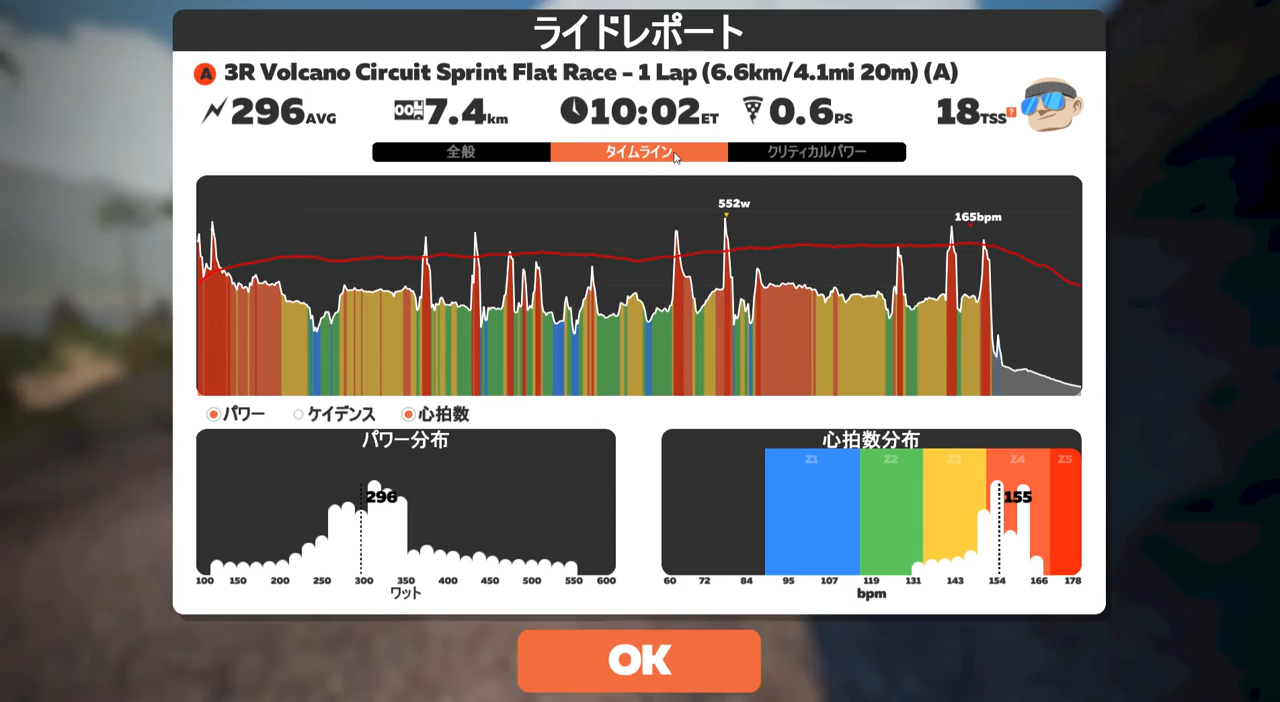 ライドレポート
A 3R Volcano Circuit Sprint Flat Race - 1 Lap (6.6km/4.1mi 20m) (A)
296AVG 7.4km 10:02ET 0.6PS 18TSS ?
全般 タイムライン クリティカルパワー
552w
165bpm
パワー ケイデンス 心拍数
パワー分布 心拍数分布
Z1 Z2 Z3 Z4 Z5
296 155
100 150 200 250 300 350 400 450 500 550 600
60 72 84 95 107 119 131 143 154 166 178
ワット bpm
OK